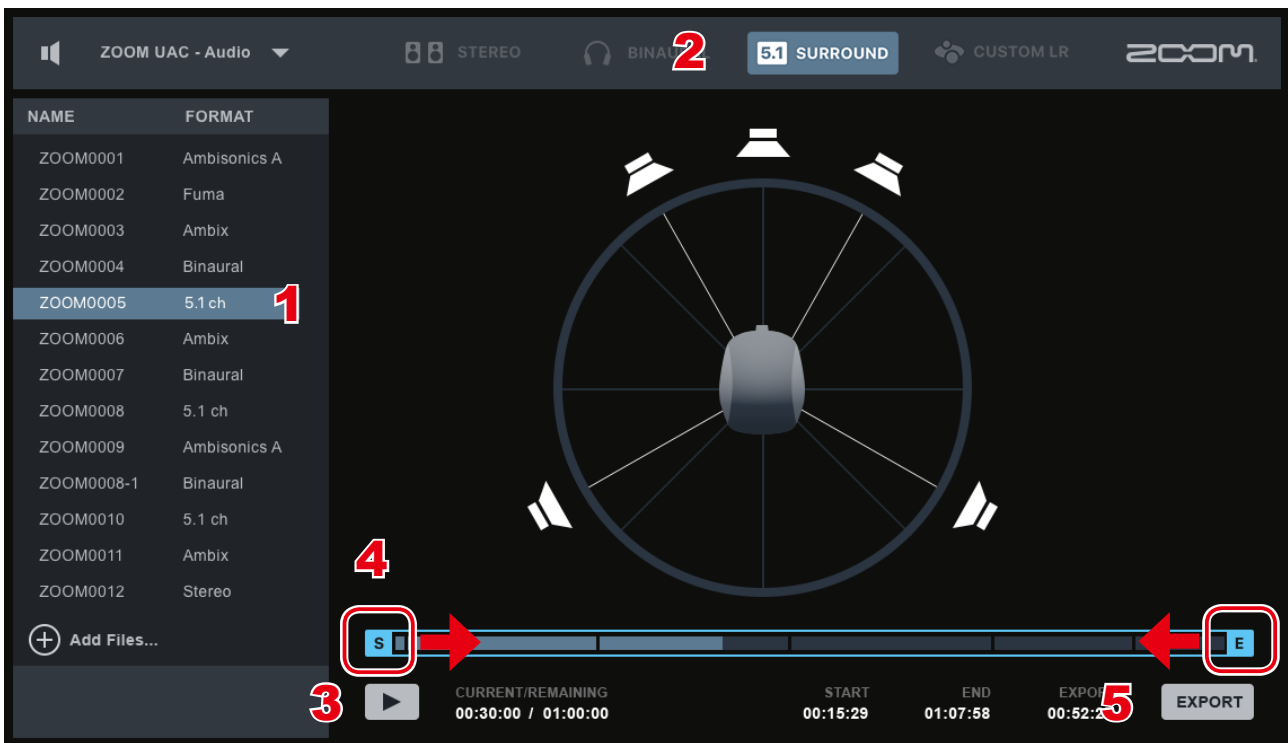 ZOOM UAC - Audio STEREO 2 5.1 SURROUND CUSTOM LR ZOOM
NAME FORMAT
ZOOM0001 Ambisonics A
ZOOM0002 Fuma
ZOOM0003 Ambix
ZOOM0004 Binaural
ZOOM0005 5.1 ch 1
ZOOM0006 Ambix
ZOOM0007 Binaural
ZOOM0008 5.1 ch
ZOOM0009 Ambisonics A
ZOOM0008-1 Binaural
ZOOM0010 5.1 ch
ZOOM0011 Ambix
ZOOM0012 Stereo
Add Files...
4
S E
3 5
CURRENT/REMAINING START END
00:30:00 / 01:00:00 00:15:29 01:07:58
EXPORT